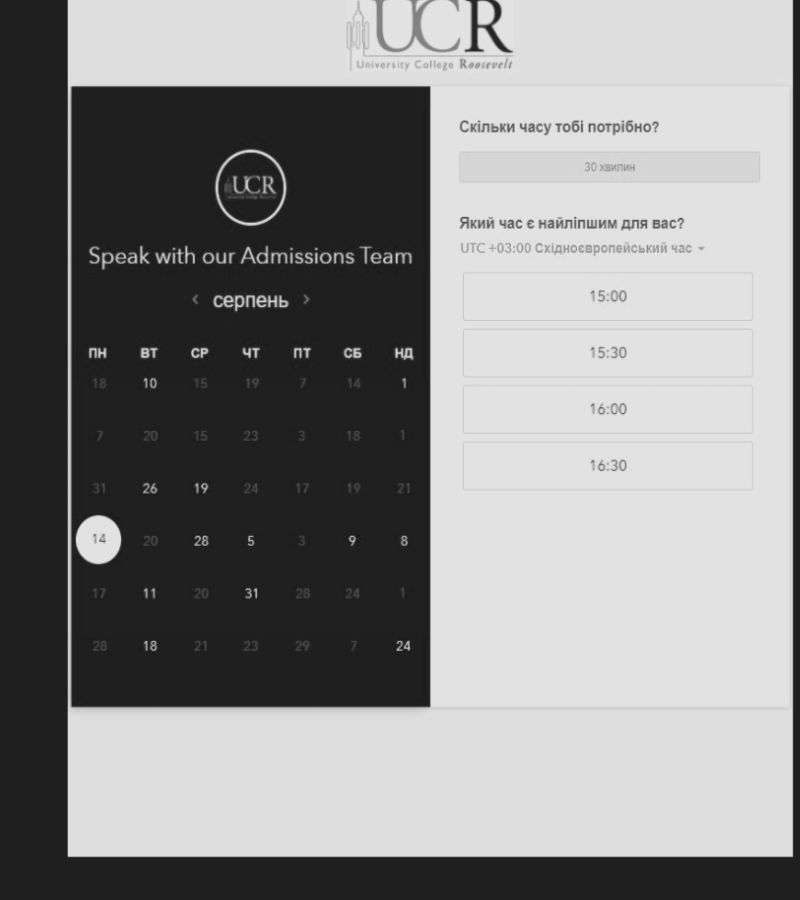 UCR
University College Roosevelt
UCR
Speak with our Admissions Team
< серпень >
ПН ВТ СР ЧТ ПТ СБ НД
18 10 15 19 7 14 1
7 20 15 23 3 18 1
31 26 19 24 17 19 21
14 20 28 5 3 9 8
17 11 20 31 28 24 1
28 18 21 23 29 7 24
Скільки часу тобі потрібно?
30 хвилин
Який час є найліпшим для вас?
UTC +03:00 Східноєвропейський час
15:00
15:30
16:00
16:30